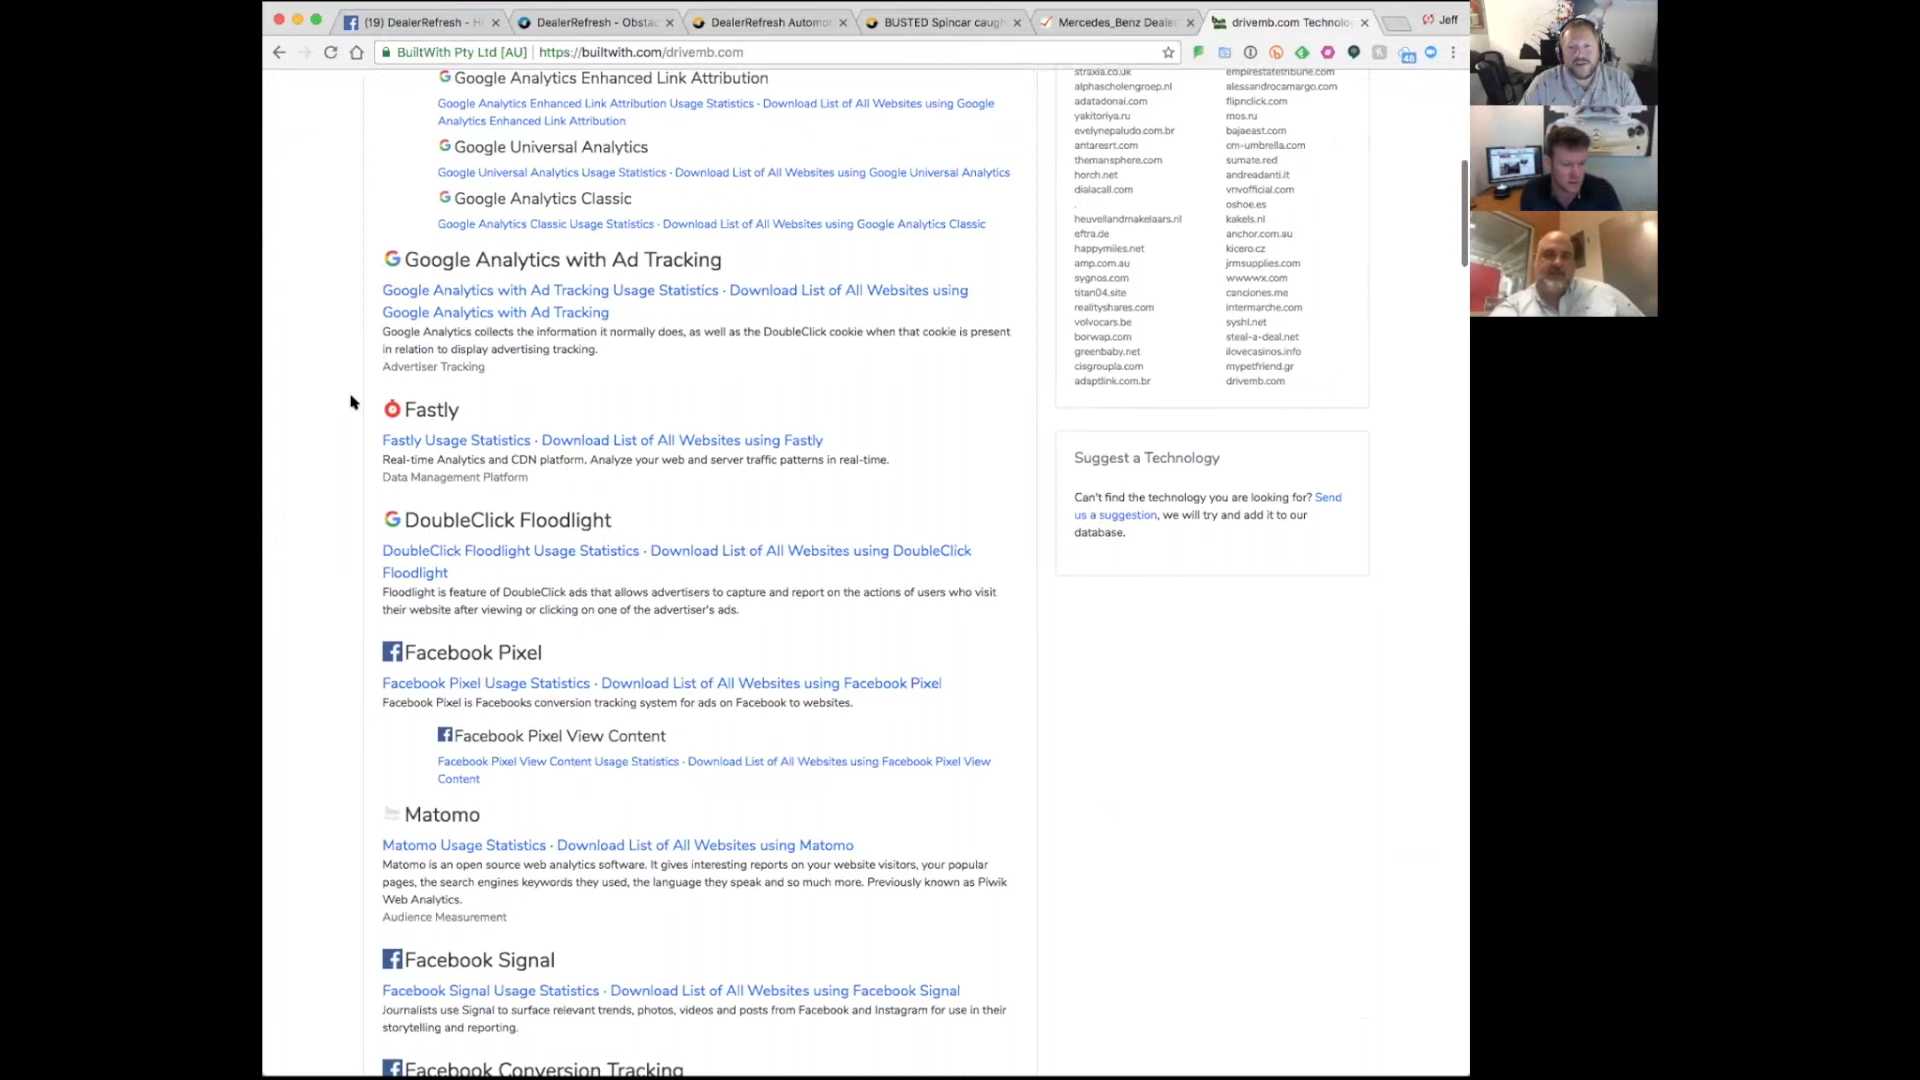 (19) DealerRefresh - H
DealerRefresh - Obstac
DealerRefresh Automot
BUSTED Spincar caugh
Mercedes_Benz Dealer
drivemb.com Technolo
Jeff
BuiltWith Pty Ltd [AU] | https://builtwith.com/drivemb.com
48
Google Analytics Enhanced Link Attribution
Google Analytics Enhanced Link Attribution Usage Statistics · Download List of All Websites using Google
Analytics Enhanced Link Attribution
Google Universal Analytics
Google Universal Analytics Usage Statistics · Download List of All Websites using Google Universal Analytics
Google Analytics Classic
Google Analytics Classic Usage Statistics · Download List of All Websites using Google Analytics Classic
Google Analytics with Ad Tracking
Google Analytics with Ad Tracking Usage Statistics · Download List of All Websites using
Google Analytics with Ad Tracking
Google Analytics collects the information it normally does, as well as the DoubleClick cookie when that cookie is present
in relation to display advertising tracking.
Advertiser Tracking
Fastly
Fastly Usage Statistics · Download List of All Websites using Fastly
Real-time Analytics and CDN platform. Analyze your web and server traffic patterns in real-time.
Data Management Platform
DoubleClick Floodlight
DoubleClick Floodlight Usage Statistics · Download List of All Websites using DoubleClick
Floodlight
Floodlight is feature of DoubleClick ads that allows advertisers to capture and report on the actions of users who visit
their website after viewing or clicking on one of the advertiser's ads.
Facebook Pixel
Facebook Pixel Usage Statistics · Download List of All Websites using Facebook Pixel
Facebook Pixel is Facebooks conversion tracking system for ads on Facebook to websites.
Facebook Pixel View Content
Facebook Pixel View Content Usage Statistics · Download List of All Websites using Facebook Pixel View
Content
Matomo
Matomo Usage Statistics · Download List of All Websites using Matomo
Matomo is an open source web analytics software. It gives interesting reports on your website visitors, your popular
pages, the search engines keywords they used, the language they speak and so much more. Previously known as Piwik
Web Analytics.
Audience Measurement
Facebook Signal
Facebook Signal Usage Statistics · Download List of All Websites using Facebook Signal
Journalists use Signal to surface relevant trends, photos, videos and posts from Facebook and Instagram for use in their
storytelling and reporting.
Facebook Conversion Tracking
straxia.co.uk empirestatetribune.com
alphascholengroep.nl alessandrocamargo.com
adatadonai.com flipnclick.com
yakitoriya.ru mos.ru
evelynepaludo.com.br bajaeast.com
antaresrt.com cm-umbrella.com
themansphere.com sumate.red
horch.net andreadanti.it
dialacall.com vnvofficial.com
. oshoe.es
heuvellandmakelaars.nl kakels.nl
eftra.de anchor.com.au
happymiles.net kicero.cz
amp.com.au jrmsupplies.com
sygnos.com wwwwx.com
titan04.site canciones.me
realityshares.com intermarche.com
volvocars.be syshl.net
borwap.com steal-a-deal.net
greenbaby.net ilovecasinos.info
cisgroupla.com mypetfriend.gr
adaptlink.com.br drivemb.com
Suggest a Technology
Can't find the technology you are looking for? Send
us a suggestion, we will try and add it to our
database.